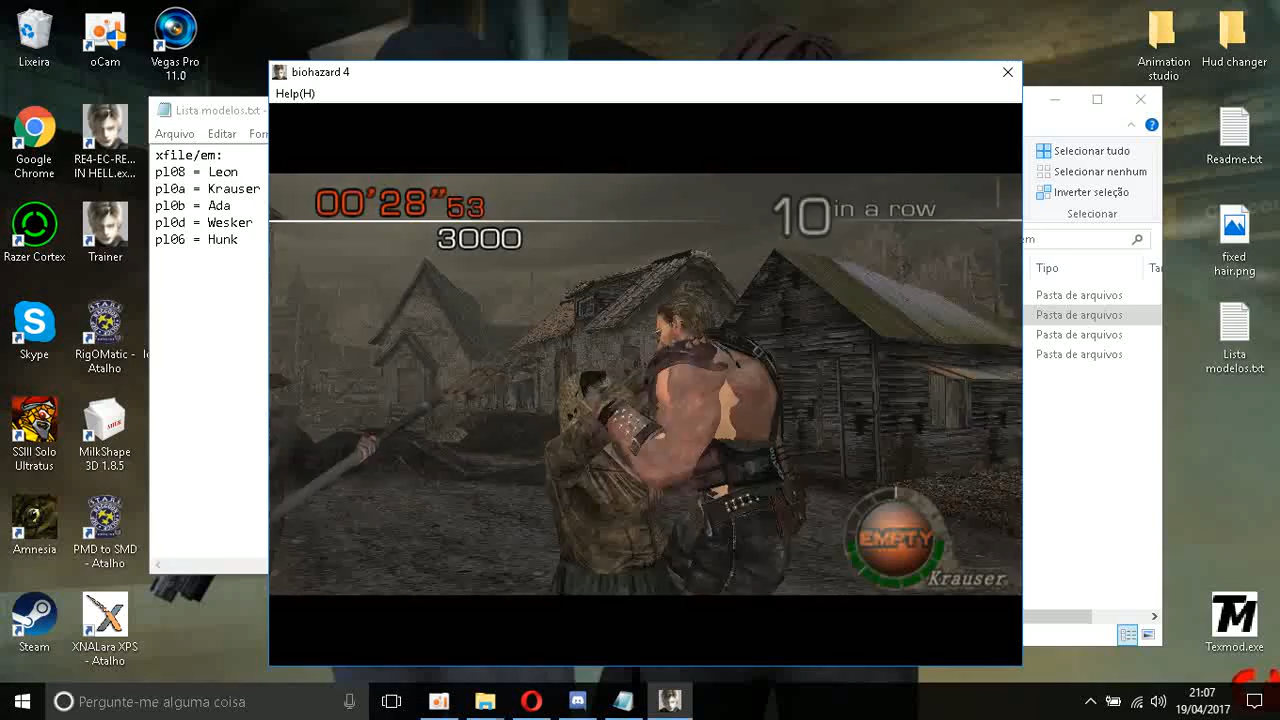 Lixeira
oCam
Vegas Pro
11.0
Google
Chrome
RE4-EC-RE...
IN HELL.ex...
Razer Cortex
Trainer
Skype
RigOMatic -
Atalho
SSIII Solo
Ultratus
MilkShape
3D 1.8.5
MILK
Amnesia
PMD to SMD
- Atalho
Steam
XNALara XPS
- Atalho
Lista modelos.txt -
Arquivo Editar For
xfile/em:
pl08 = Leon
pl0a = Krauser
pl0b = Ada
pl0d = Wesker
pl06 = Hunk
biohazard 4
Help(H)
00'28"53
3000
10 in a row
EMPTY
Krauser
Selecionar tudo
Selecionar nenhum
Inverter seleção
Selecionar
em
Tipo
Ta
Pasta de arquivos
Pasta de arquivos
Pasta de arquivos
Pasta de arquivos
Animation
studio
Hud changer
Readme.txt
fixed
hair.png
Lista
modelos.txt
TM
Texmod.exe
Pergunte-me alguma coisa
21:07
19/04/2017